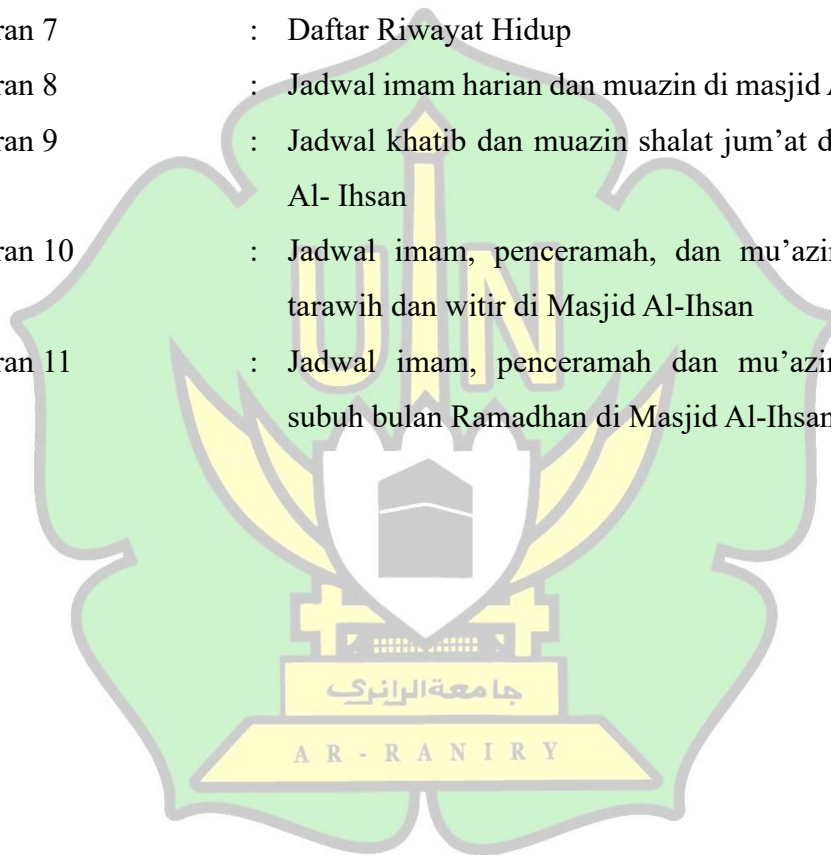 ran 7 : Daftar Riwayat Hidup
ran 8 : Jadwal imam harian dan muazin di masjid A
ran 9 : Jadwal khatib dan muazin shalat jum’at d
Al- Ihsan
ran 10 : Jadwal imam, penceramah, dan mu’azin
tarawih dan witir di Masjid Al-Ihsan
ran 11 : Jadwal imam, penceramah dan mu’azin
subuh bulan Ramadhan di Masjid Al-Ihsan
UIN
جامعةالرانري
AR-RANIRY